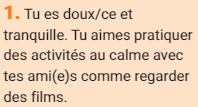 1. Tu es doux/ce et
tranquille. Tu aimes pratiquer
des activités au calme avec
tes ami(e)s comme regarder
des films.